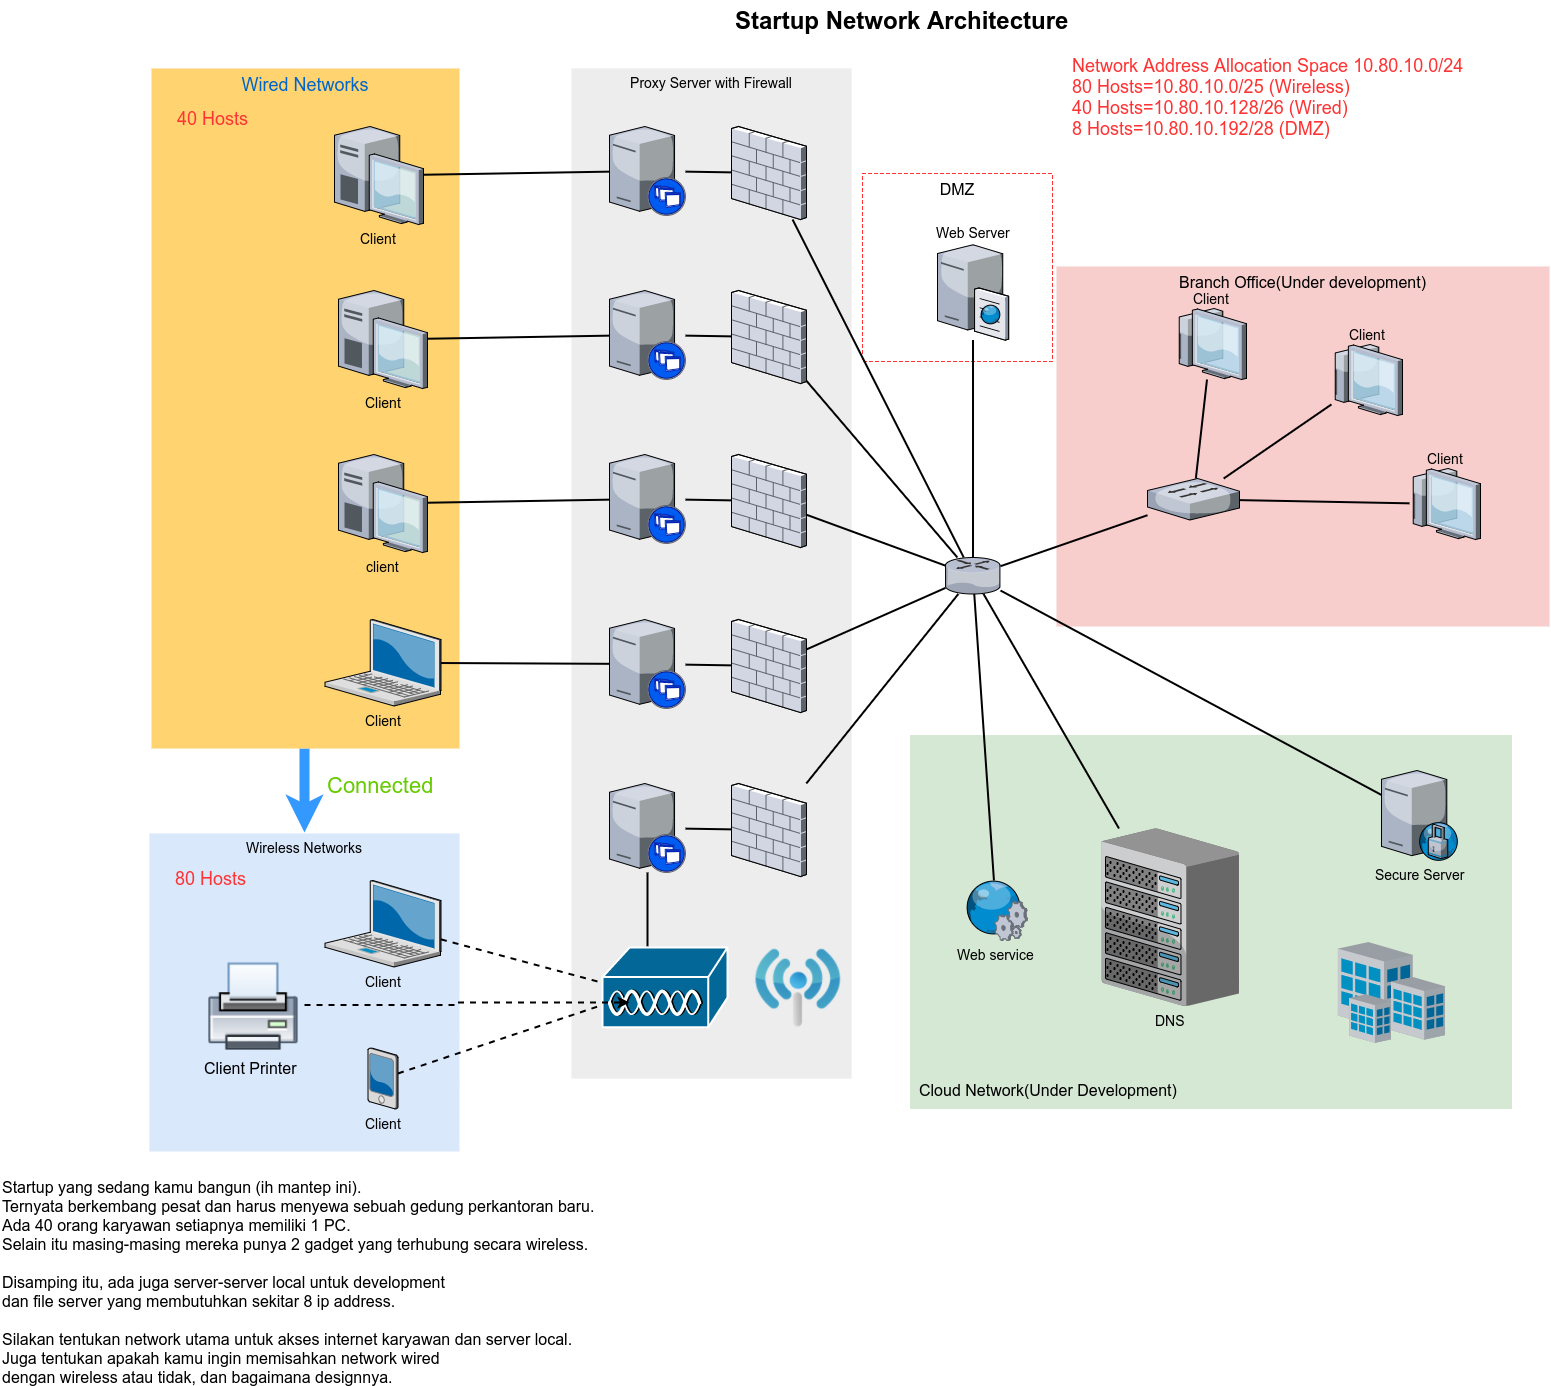 Startup Network Architecture
Network Address Allocation Space 10.80.10.0/24
80 Hosts=10.80.10.0/25 (Wireless)
40 Hosts=10.80.10.128/26 (Wired)
8 Hosts=10.80.10.192/28 (DMZ)
Wired Networks
40 Hosts
Client
Client
client
Client
Connected
Wireless Networks
80 Hosts
Client
Client Printer
Client
Proxy Server with Firewall
DMZ
Web Server
Branch Office(Under development)
Client
Client
Client
Secure Server
Web service
DNS
Cloud Network(Under Development)
Startup yang sedang kamu bangun (ih mantep ini).
Ternyata berkembang pesat dan harus menyewa sebuah gedung perkantoran baru.
Ada 40 orang karyawan setiapnya memiliki 1 PC.
Selain itu masing-masing mereka punya 2 gadget yang terhubung secara wireless.
Disamping itu, ada juga server-server local untuk development
dan file server yang membutuhkan sekitar 8 ip address.
Silakan tentukan network utama untuk akses internet karyawan dan server local.
Juga tentukan apakah kamu ingin memisahkan network wired
dengan wireless atau tidak, dan bagaimana designnya.